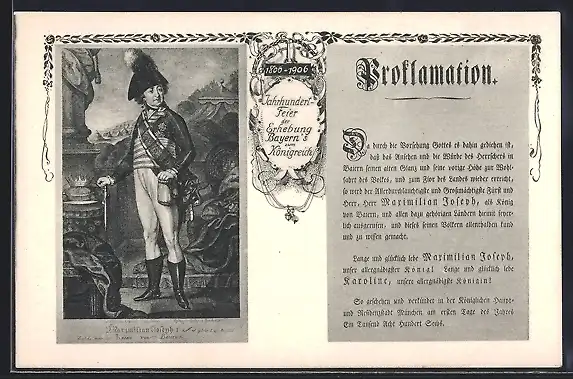 1806-1906
Jahrhundert-
Feier
der
Erhebung
Bayern's
zum
Königreich
Proklamation.
Da durch die Vorsehung Gottes es dahin gediehen ist,
daß das Ansehen und die Würde des Herrschers in
Baiern seinen alten Glanz und seine vorige Höhe zur Wohl-
fahrt des Volkes, und zum Flor des Landes wieder erreicht,
so wird der Allerdurchlauchtigste und Großmächtigste Fürst und
Herr, Herr Maximilian Joseph, als König
von Baiern, und allen dazu gehörigen Ländern hiemit feyer-
lich ausgerufen, und dieses seinen Völkern allenthalben kund
und zu wissen gemacht.
Lange und glücklich lebe Maximilian Joseph,
unser allergnädigster König! Lange und glücklich lebe
Karoline, unsere allergnädigste Königin!
So geschehen und verkündet in der Königlichen Haupt-
und Residenzstadt München am ersten Tage des Jahres
Ein Tausend Acht Hundert Sechs.
Maximilian Joseph I